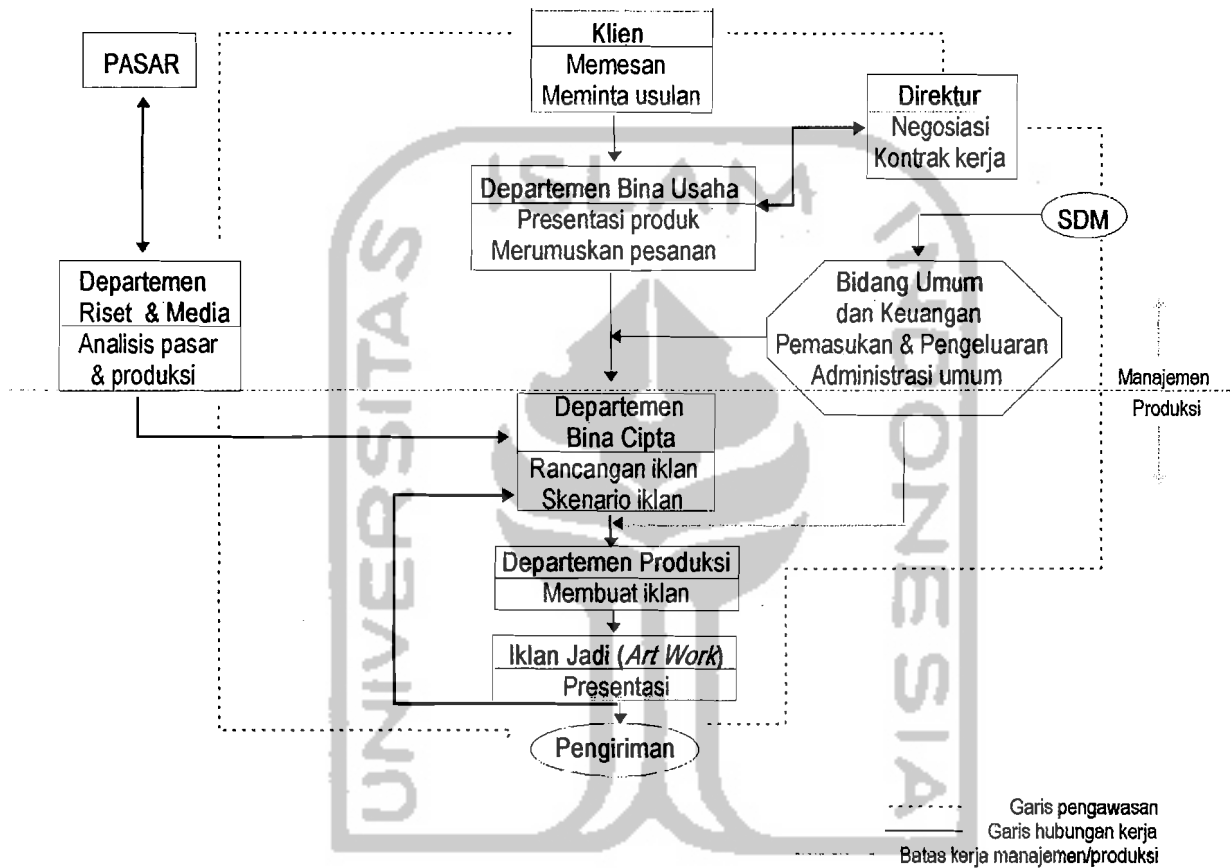 Klien
Memesan
Meminta usulan
PASAR
Direktur
Negosiasi
Kontrak kerja
Departemen Bina Usaha
Presentasi produk
Merumuskan pesanan
SDM
Departemen
Riset & Media
Analisis pasar
& produksi
Bidang Umum
dan Keuangan
Pemasukan & Pengeluaran
Administrasi umum
Manajemen
Produksi
Departemen
Bina Cipta
Rancangan iklan
Skenario iklan
Departemen Produksi
Membuat iklan
Iklan Jadi (Art Work)
Presentasi
Pengiriman
Garis pengawasan
Garis hubungan kerja
Batas kerja manajemen/produksi
UNIVERSITAS
ISLAM
INDONESIA